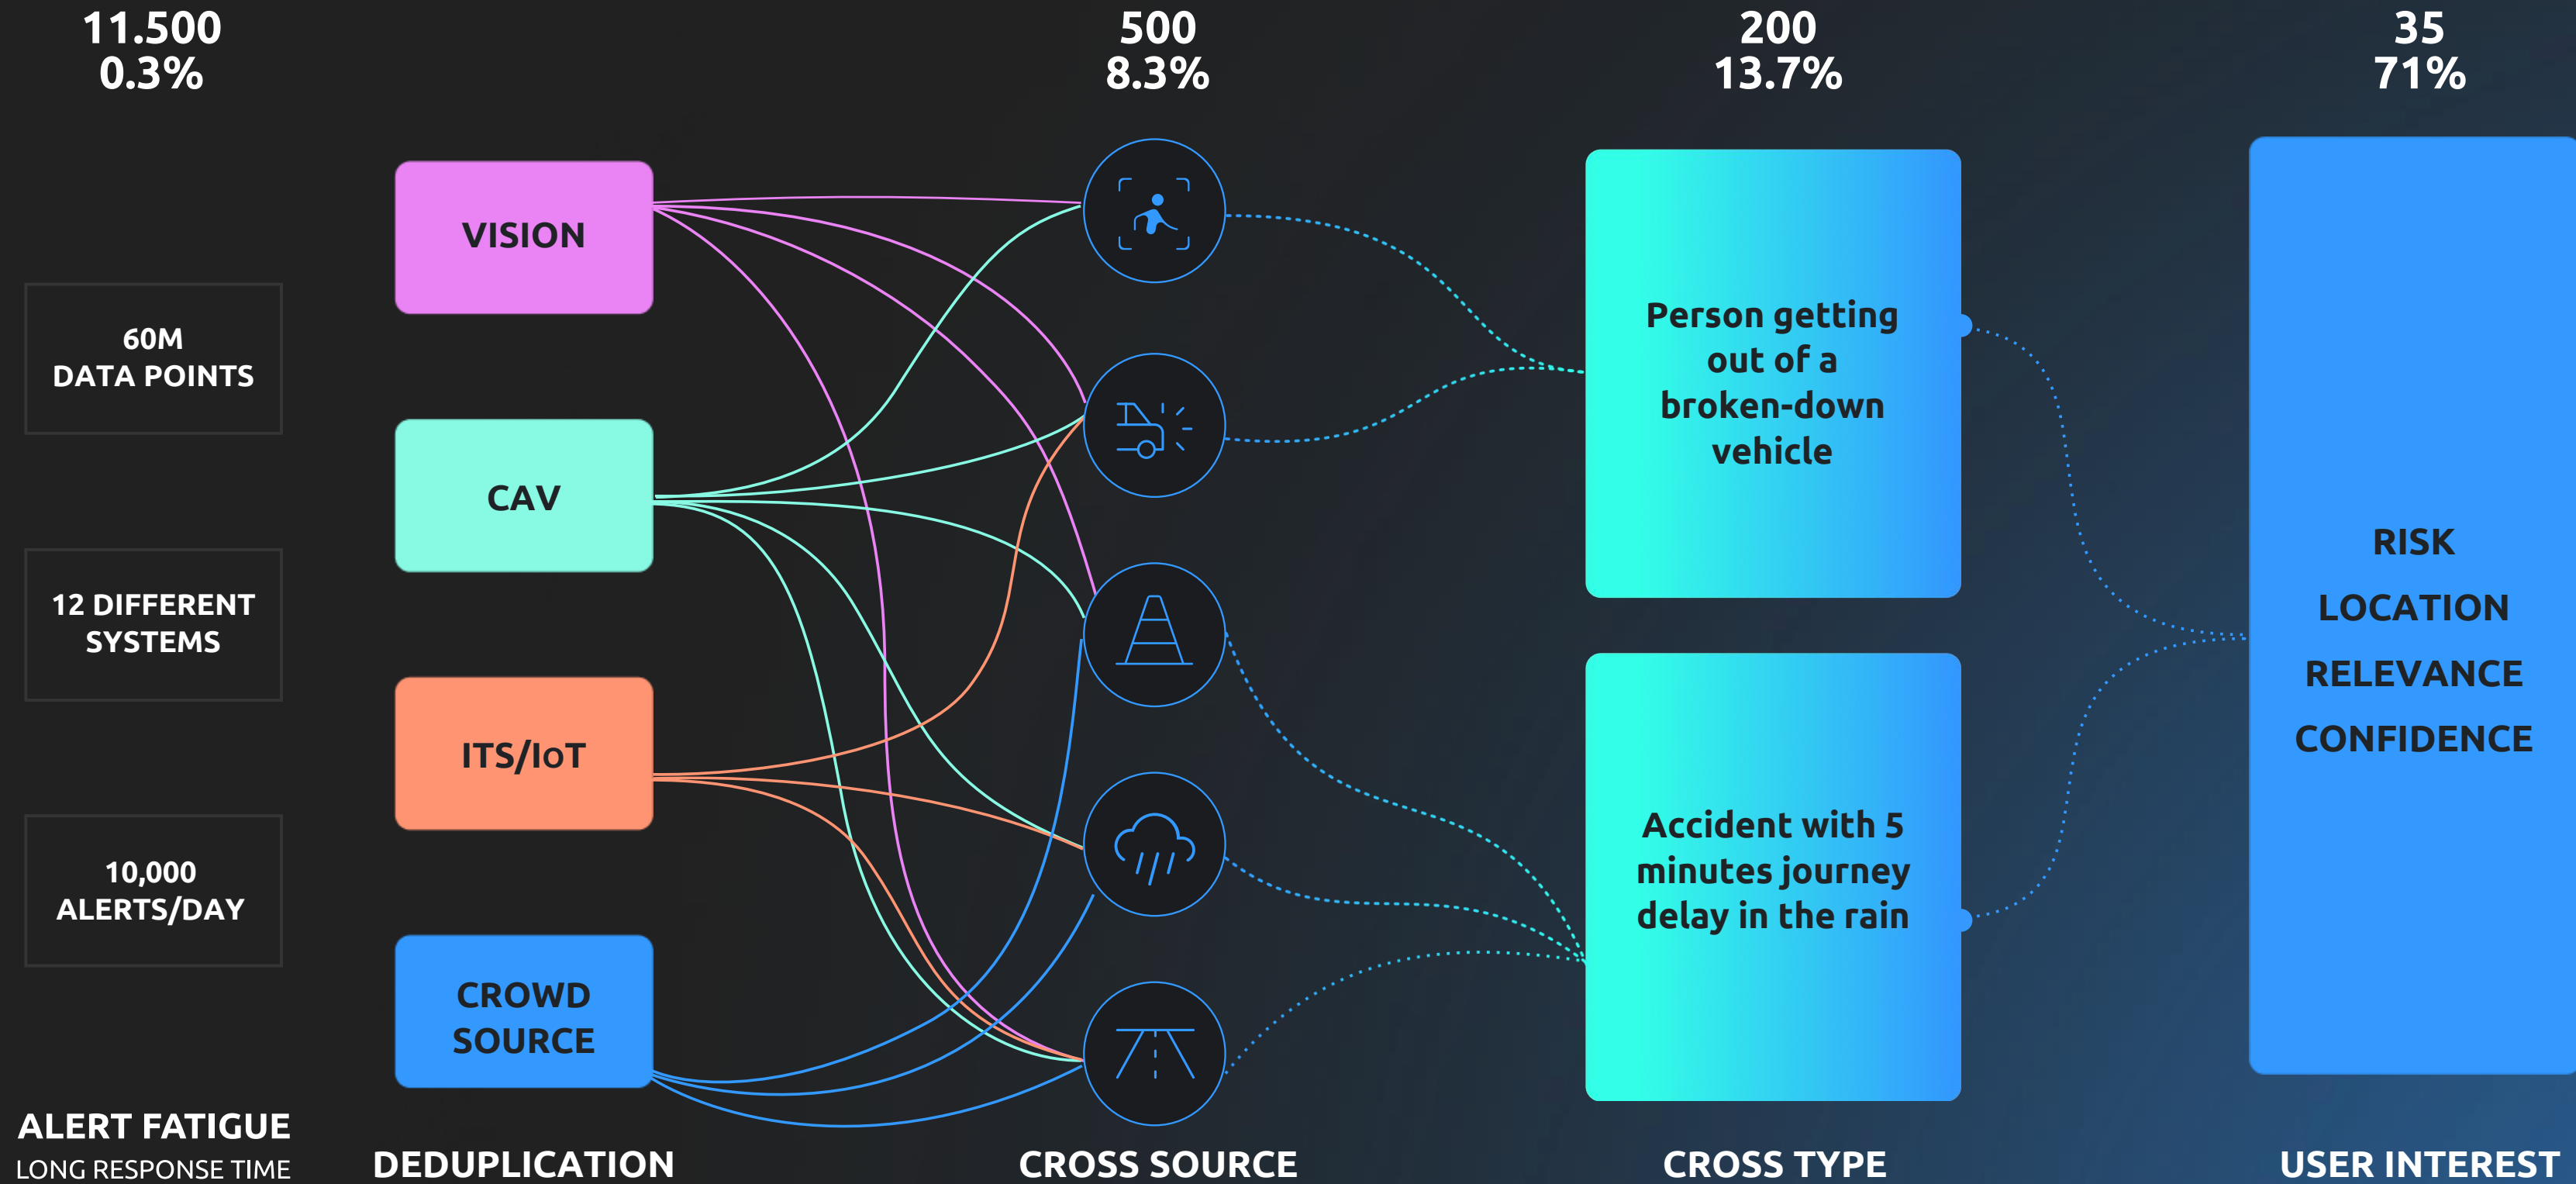 11.500
0.3%
500
8.3%
200
13.7%
35
71%
60M
DATA POINTS
12 DIFFERENT
SYSTEMS
10,000
ALERTS/DAY
VISION
CAV
ITS/IoT
CROWD
SOURCE
Person getting
out of a
broken-down
vehicle
Accident with 5
minutes journey
delay in the rain
RISK
LOCATION
RELEVANCE
CONFIDENCE
ALERT FATIGUE
LONG RESPONSE TIME
DEDUPLICATION
CROSS SOURCE
CROSS TYPE
USER INTEREST